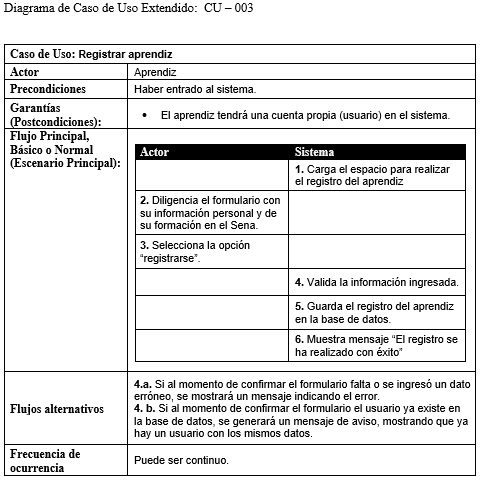 Diagrama de Caso de Uso Extendido:  CU – 003
Caso de Uso: Registrar aprendiz
Actor
Aprendiz
Precondiciones
Haber entrado al sistema.
Garantías
(Postcondiciones):
• El aprendiz tendrá una cuenta propia (usuario) en el sistema.
Flujo Principal,
Básico o Normal
(Escenario Principal):
Actor
Sistema
1. Carga el espacio para realizar
el registro del aprendiz
2. Diligencia el formulario con
su información personal y de
su formación en el Sena.
3. Selecciona la opción
“registrarse”.
4. Valida la información ingresada.
5. Guarda el registro del aprendiz
en la base de datos.
6. Muestra mensaje “El registro se
ha realizado con éxito”
Flujos alternativos
4.a. Si al momento de confirmar el formulario falta o se ingresó un dato
erróneo, se mostrará un mensaje indicando el error.
4. b. Si al momento de confirmar el formulario el usuario ya existe en
la base de datos, se generará un mensaje de aviso, mostrando que ya
hay un usuario con los mismos datos.
Frecuencia de
ocurrencia
Puede ser continuo.